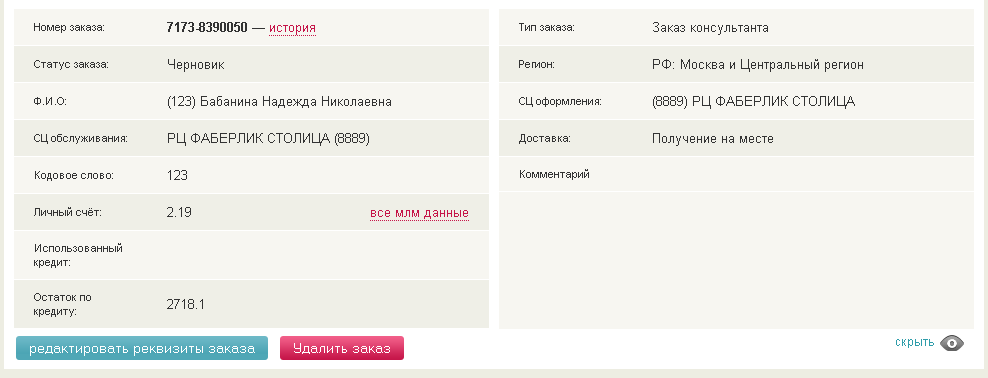 Номер заказа: 7173-8390050 — история
Статус заказа: Черновик
Ф.И.О: (123) Бабанина Надежда Николаевна
СЦ обслуживания: РЦ ФАБЕРЛИК СТОЛИЦА (8889)
Кодовое слово: 123
Личный счёт: 2.19 все млм данные
Использованный
кредит:
Остаток по
кредиту: 2718.1
Тип заказа: Заказ консультанта
Регион: РФ: Москва и Центральный регион
СЦ оформления: (8889) РЦ ФАБЕРЛИК СТОЛИЦА
Доставка: Получение на месте
Комментарий
редактировать реквизиты заказа Удалить заказ
скрыть